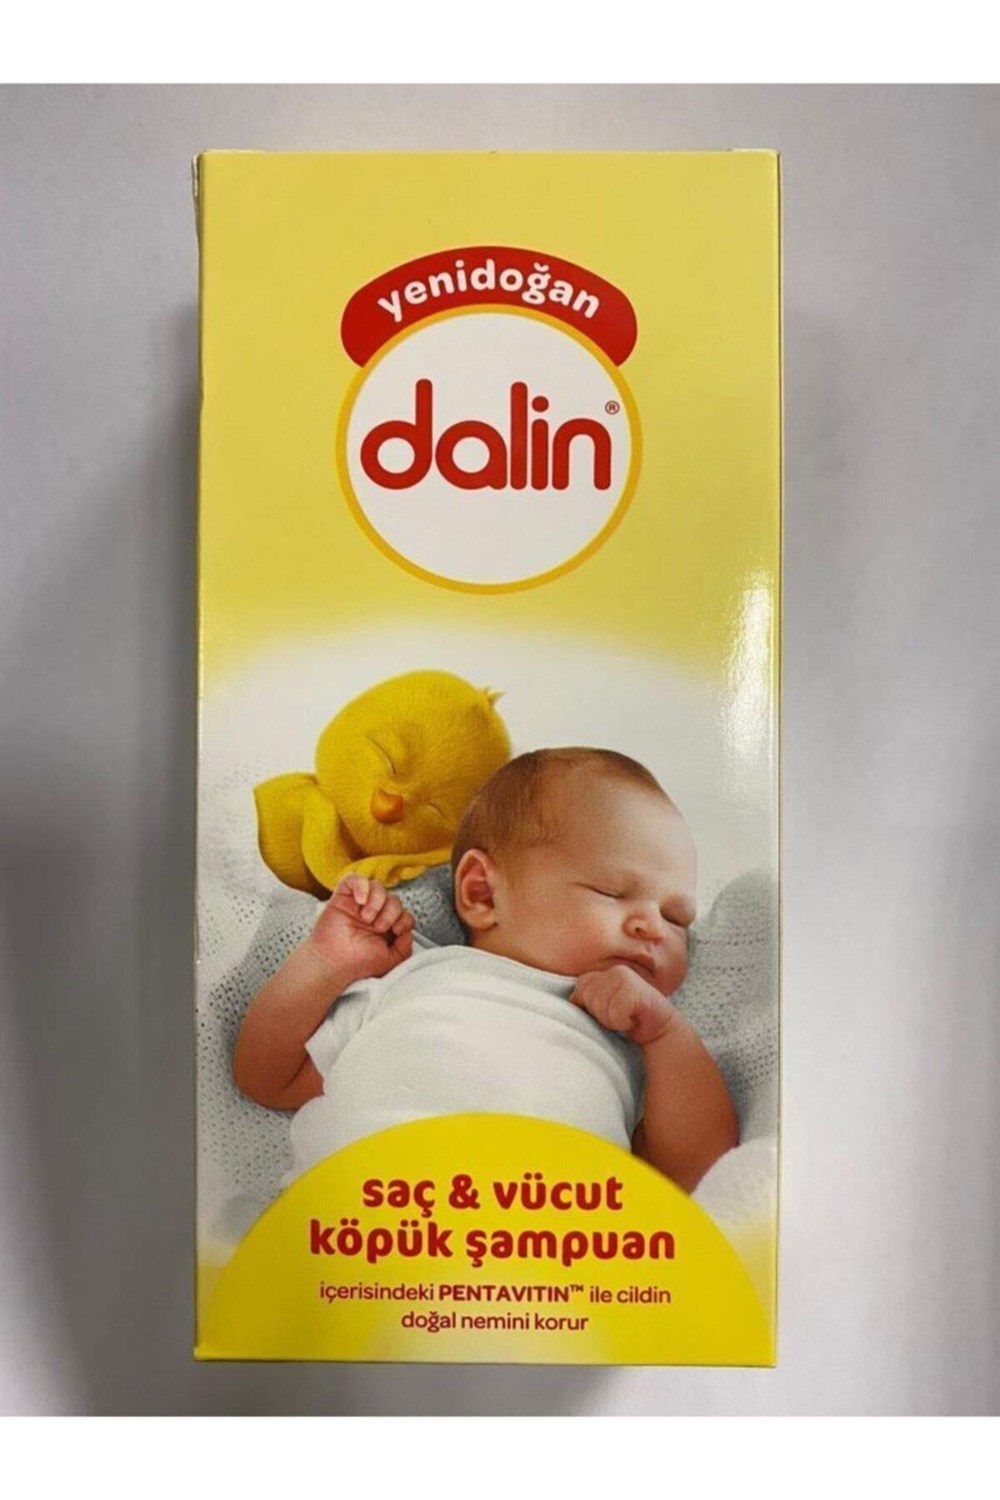 yenidoğan
dalin®
saç & vücut
köpük şampuan
içerisindeki PENTAVITIN™ ile cildin
doğal nemini korur